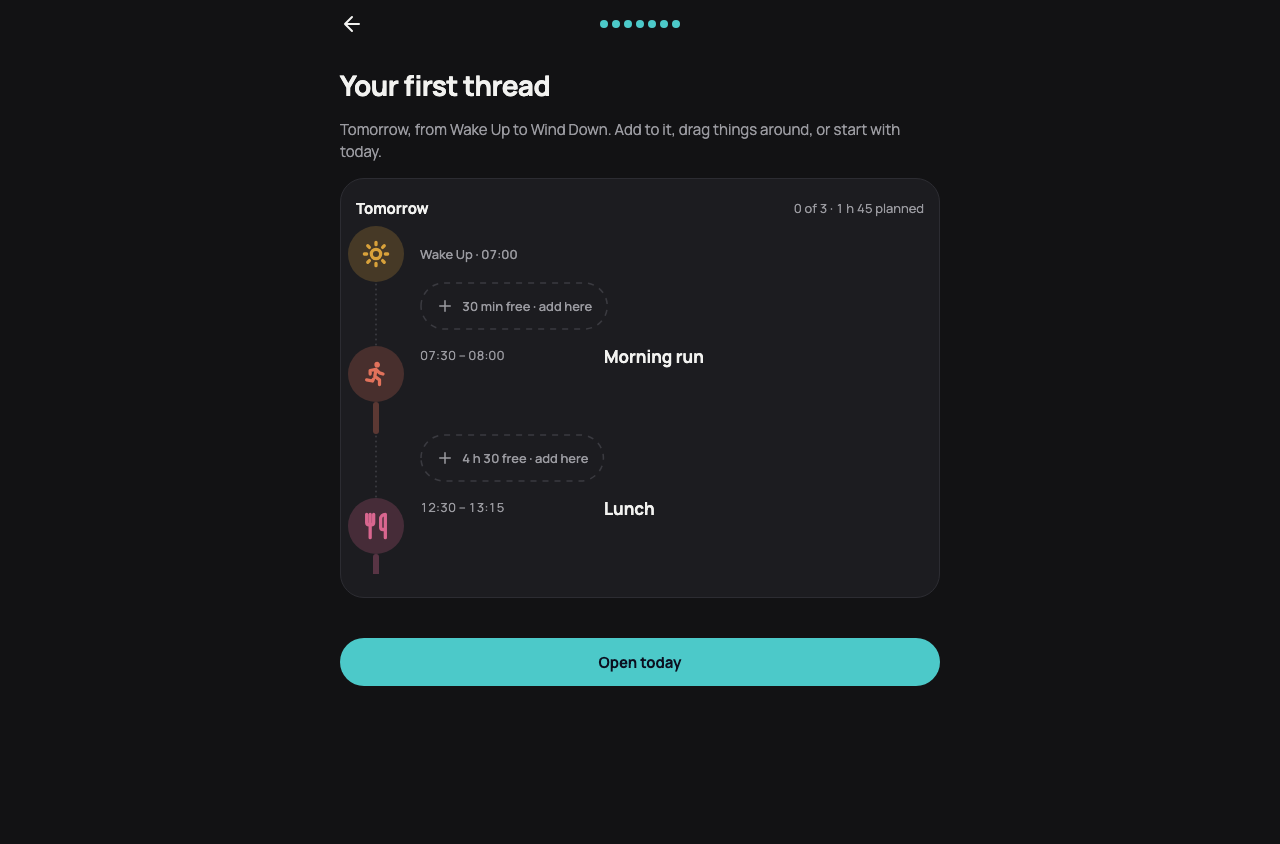 Your first thread
Tomorrow, from Wake Up to Wind Down. Add to it, drag things around, or start with
today.
Tomorrow
0 of 3 · 1 h 45 planned
Wake Up · 07:00
30 min free · add here
07:30 – 08:00
Morning run
4 h 30 free · add here
12:30 – 13:15
Lunch
Open today